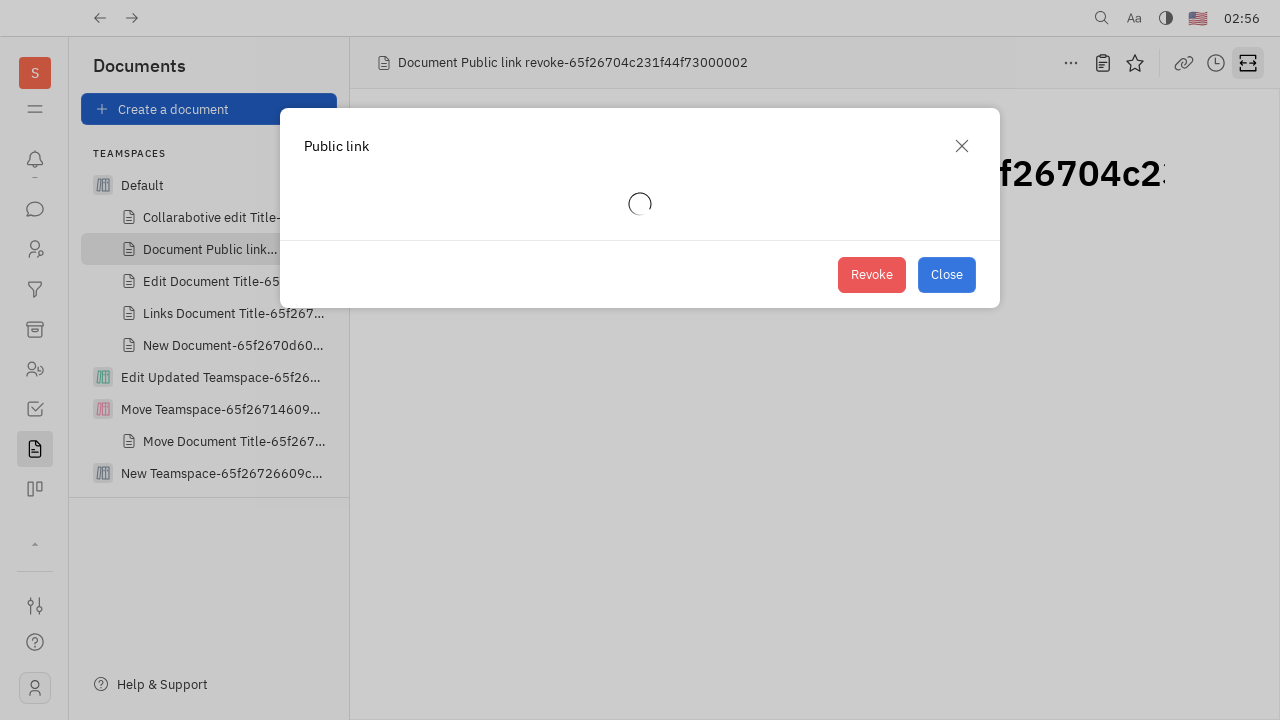 Aa
02:56
S
Documents
Document Public link revoke-65f26704c231f44f73000002
Create a document
Public link
TEAMSPACES
f26704c2
Default
Collarabotive edit Title-
Document Public link...
Edit Document Title-65
Revoke
Close
Links Document Title-65f267...
New Document-65f2670d60...
Edit Updated Teamspace-65f26...
Move Teamspace-65f26714609...
Move Document Title-65f267...
New Teamspace-65f26726609c...
Help & Support